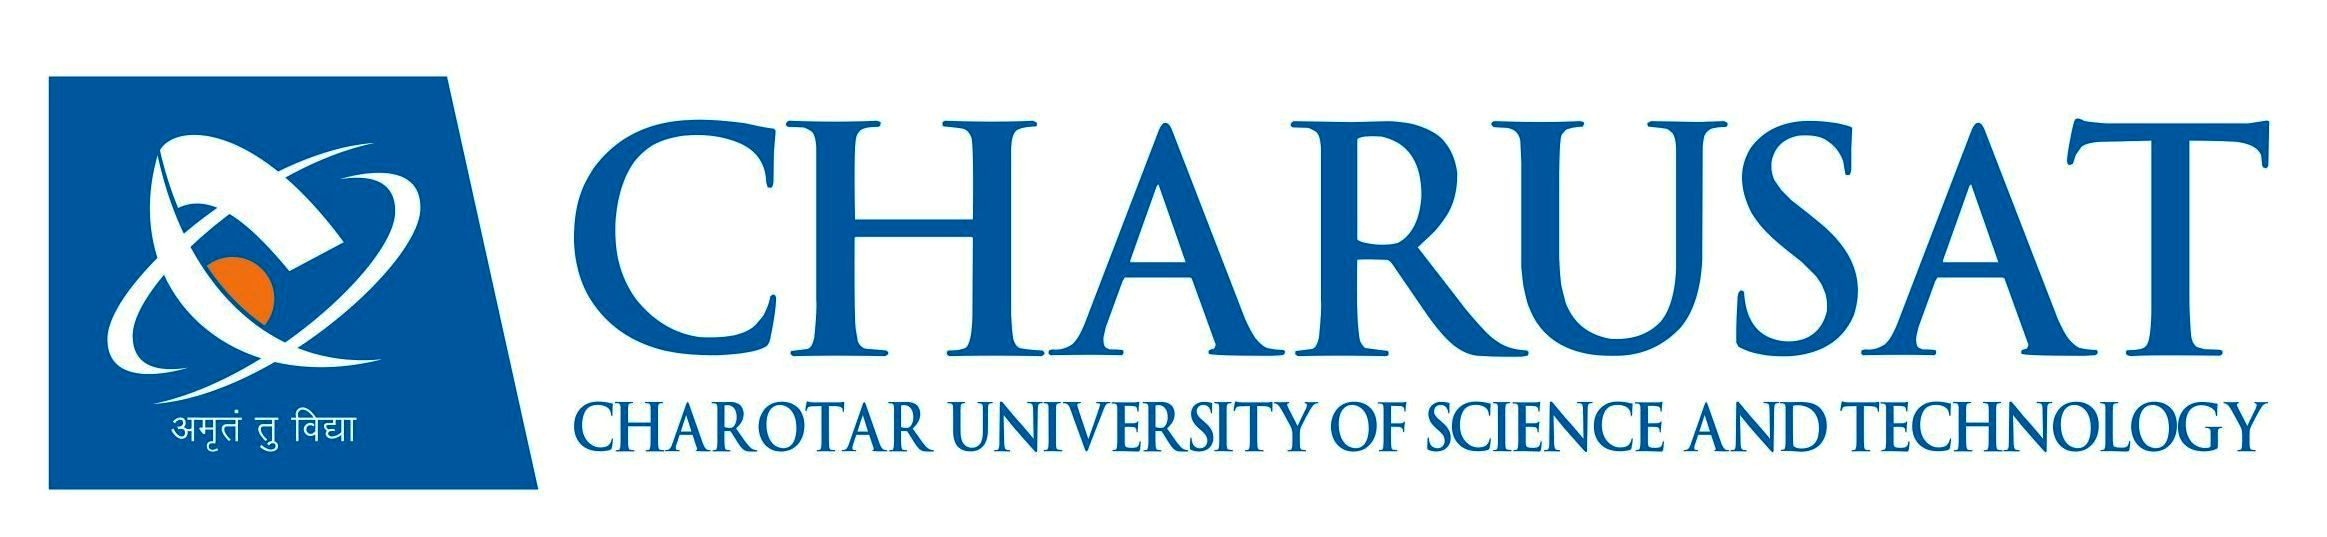 CHARUSAT
CHAROTAR UNIVERSITY OF SCIENCE AND TECHNOLOGY
अमृतं तु विद्या